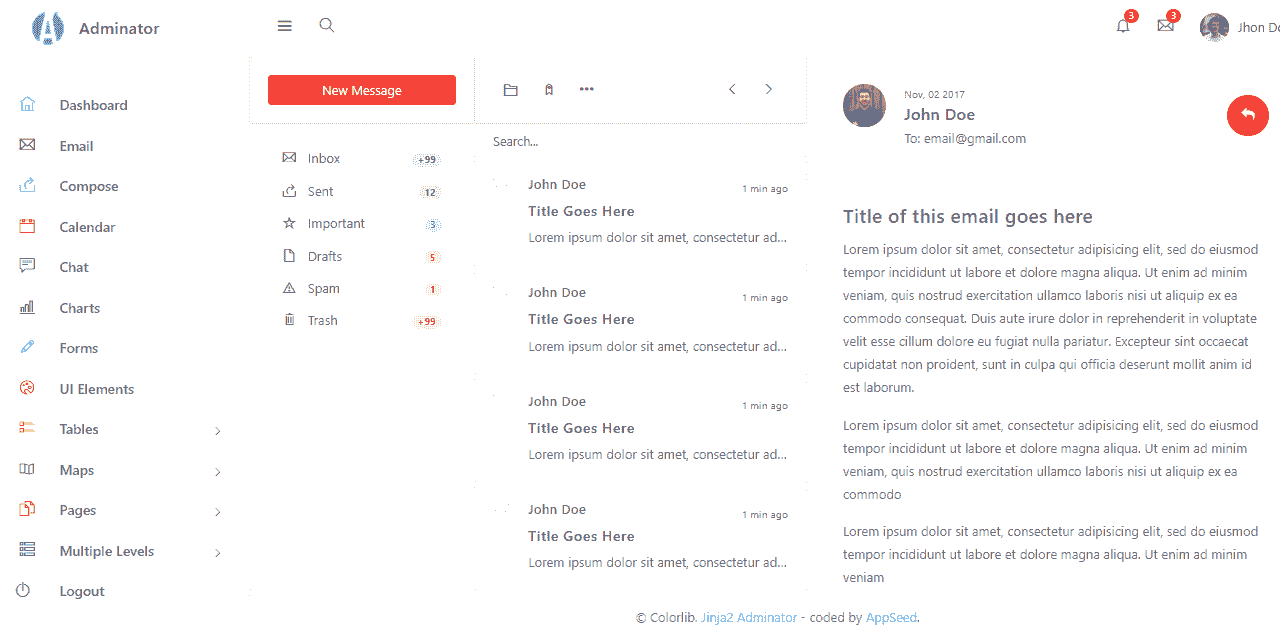 Adminator
3
3
Jhon Do
Dashboard
Email
Compose
Calendar
Chat
Charts
Forms
UI Elements
Tables
Maps
Pages
Multiple Levels
Logout
New Message
Inbox +99
Sent 12
Important 3
Drafts 5
Spam 1
Trash +99
Search...
John Doe
1 min ago
Title Goes Here
Lorem ipsum dolor sit amet, consectetur ad...
John Doe
1 min ago
Title Goes Here
Lorem ipsum dolor sit amet, consectetur ad...
John Doe
1 min ago
Title Goes Here
Lorem ipsum dolor sit amet, consectetur ad...
John Doe
1 min ago
Title Goes Here
Lorem ipsum dolor sit amet, consectetur ad...
Nov, 02 2017
John Doe
To: email@gmail.com
Title of this email goes here
Lorem ipsum dolor sit amet, consectetur adipisicing elit, sed do eiusmod
tempor incididunt ut labore et dolore magna aliqua. Ut enim ad minim
veniam, quis nostrud exercitation ullamco laboris nisi ut aliquip ex ea
commodo consequat. Duis aute irure dolor in reprehenderit in voluptate
velit esse cillum dolore eu fugiat nulla pariatur. Excepteur sint occaecat
cupidatat non proident, sunt in culpa qui officia deserunt mollit anim id
est laborum.
Lorem ipsum dolor sit amet, consectetur adipisicing elit, sed do eiusmod
tempor incididunt ut labore et dolore magna aliqua. Ut enim ad minim
veniam, quis nostrud exercitation ullamco laboris nisi ut aliquip ex ea
commodo
Lorem ipsum dolor sit amet, consectetur adipisicing elit, sed do eiusmod
tempor incididunt ut labore et dolore magna aliqua. Ut enim ad minim
veniam
© Colorlib. Jinja2 Adminator - coded by AppSeed.